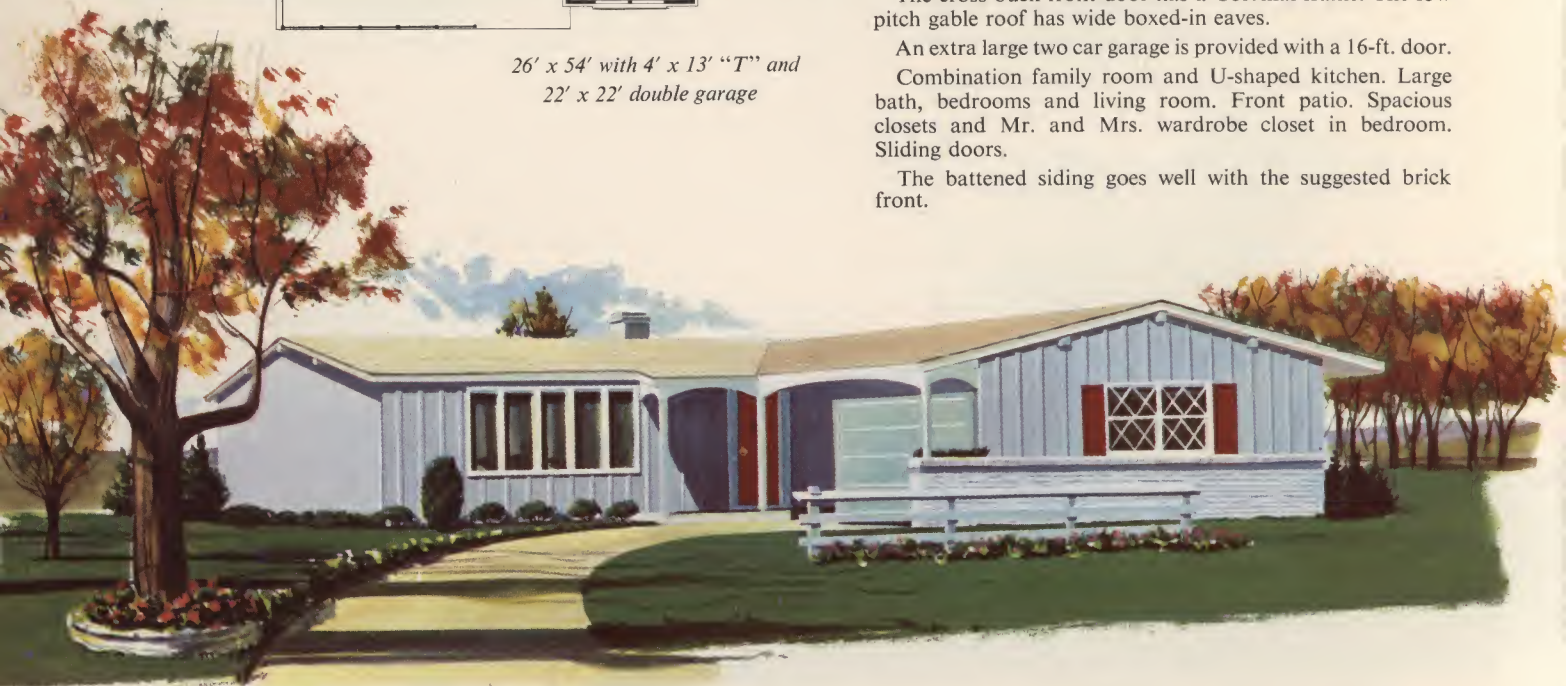 26' x 54' with 4' x 13' “T” and
22' x 22' double garage
pitch gable roof has wide boxed-in eaves.
An extra large two car garage is provided with a 16-ft. door.
Combination family room and U-shaped kitchen. Large
bath, bedrooms and living room. Front patio. Spacious
closets and Mr. and Mrs. wardrobe closet in bedroom.
Sliding doors.
The battened siding goes well with the suggested brick
front.